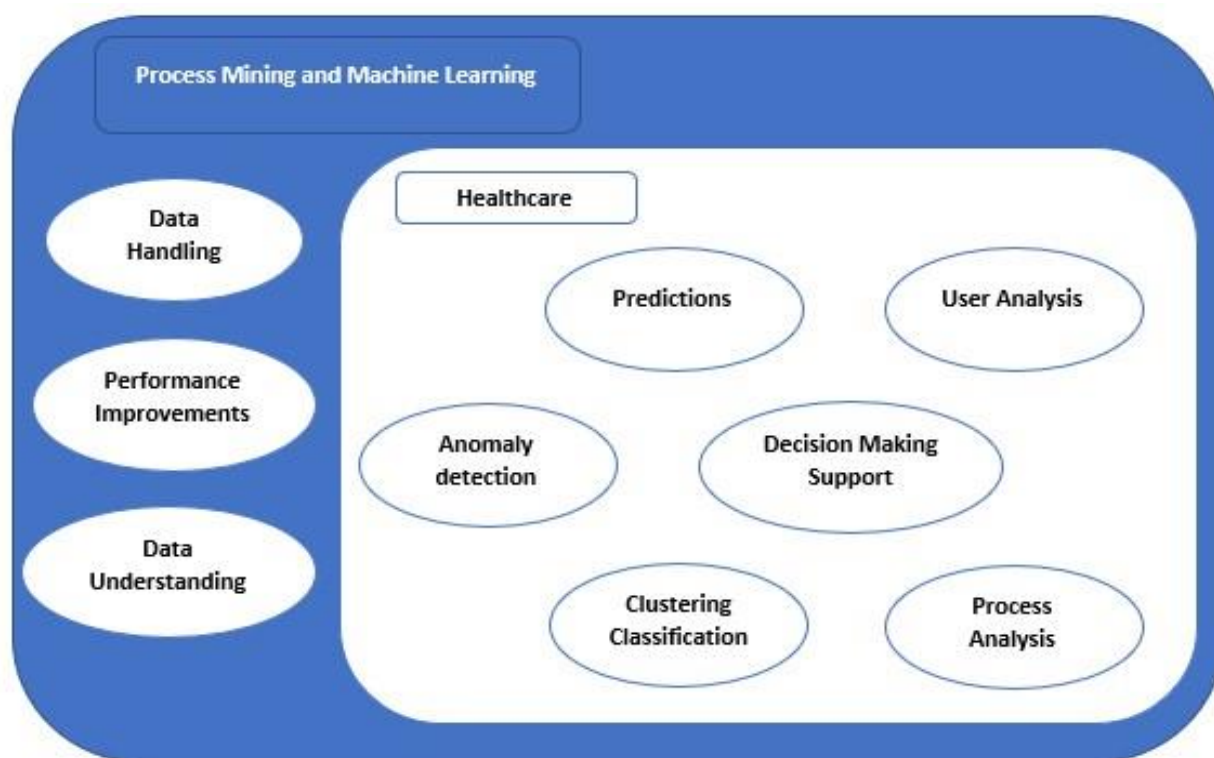 Process Mining and Machine Learning
Data
Handling
Performance
Improvements
Data
Understanding
Healthcare
Predictions
User Analysis
Anomaly
detection
Decision Making
Support
Clustering
Classification
Process
Analysis